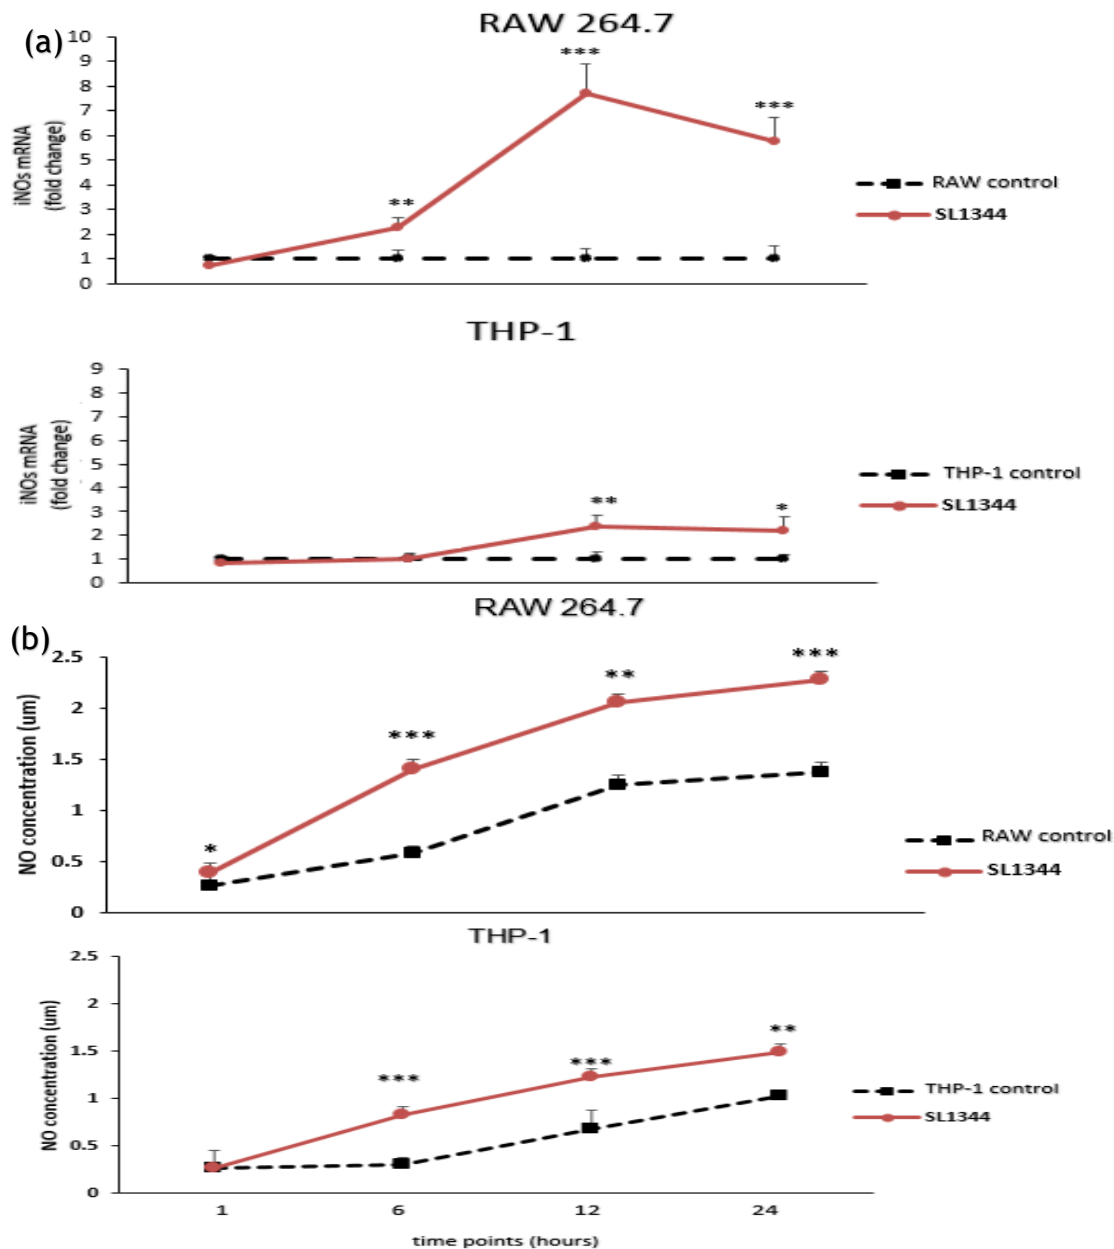 (a)
RAW 264.7
iNOs mRNA
(fold change)
10
9
8
7
6
5
4
3
2
1
0
***
***
**
RAW control
SL1344
THP-1
iNOs mRNA
(fold change)
9
8
7
6
5
4
3
2
1
0
**
*
THP-1 control
SL1344
(b)
RAW 264.7
NO concentration (um)
2.5
2
1.5
1
0.5
0
*
***
**
***
RAW control
SL1344
THP-1
NO concentration (um)
2.5
2
1.5
1
0.5
0
***
***
**
THP-1 control
SL1344
1 6 12 24
time points (hours)